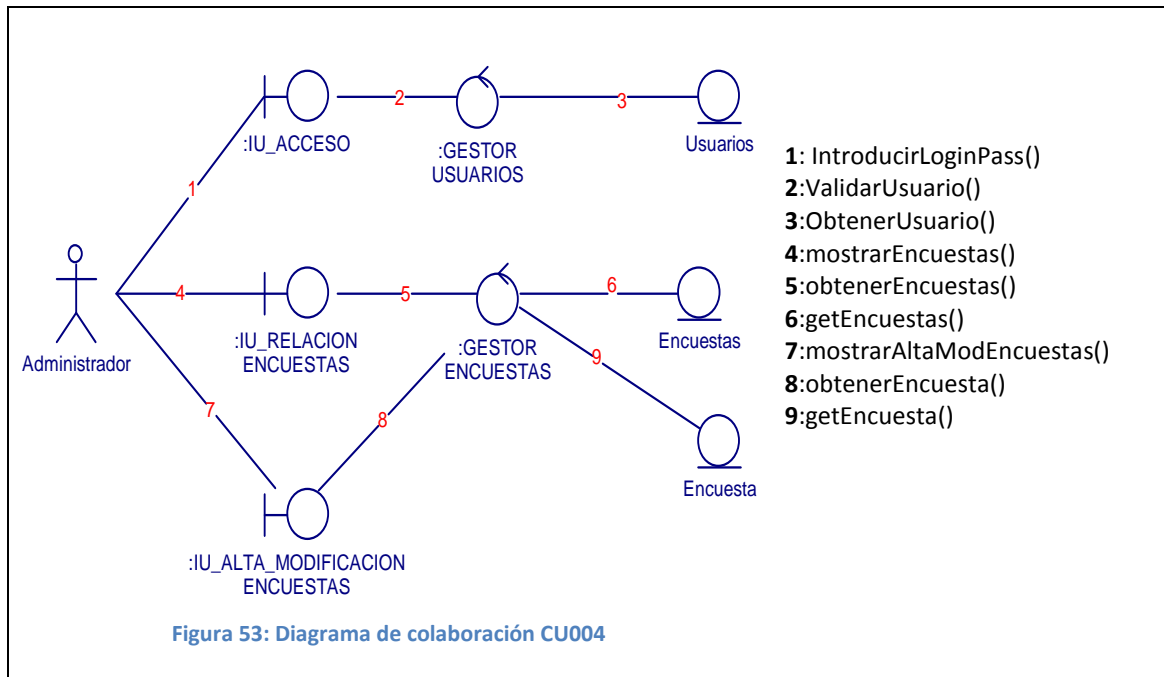 2
3
:IU_ACCESO
:GESTOR
USUARIOS
Usuarios
1
1: IntroducirLoginPass()
2:ValidarUsuario()
3:ObtenerUsuario()
4:mostrarEncuestas()
5:obtenerEncuestas()
6:getEncuestas()
7:mostrarAltaModEncuestas()
8:obtenerEncuesta()
9:getEncuesta()
Administrador
4
:IU_RELACION
ENCUESTAS
5
:GESTOR
ENCUESTAS
6
Encuestas
9
7
8
Encuesta
:IU_ALTA_MODIFICACION
ENCUESTAS
Figura 53: Diagrama de colaboración CU004